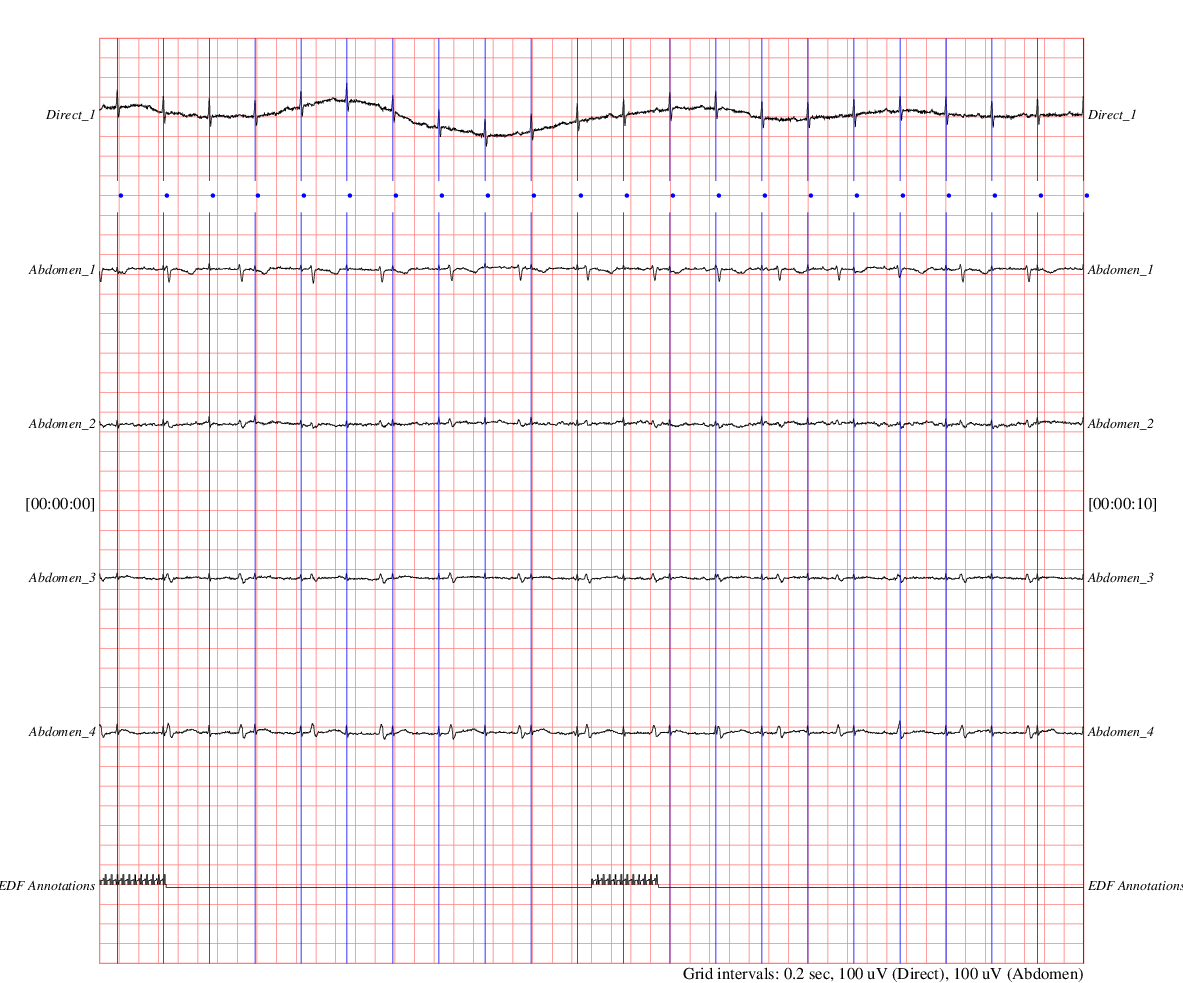 Direct_1 Direct_1
Abdomen_1 Abdomen_1
Abdomen_2 Abdomen_2
[00:00:00] [00:00:10]
Abdomen_3 Abdomen_3
Abdomen_4 Abdomen_4
EDF Annotations EDF Annotations
Grid intervals: 0.2 sec, 100 uV (Direct), 100 uV (Abdomen)